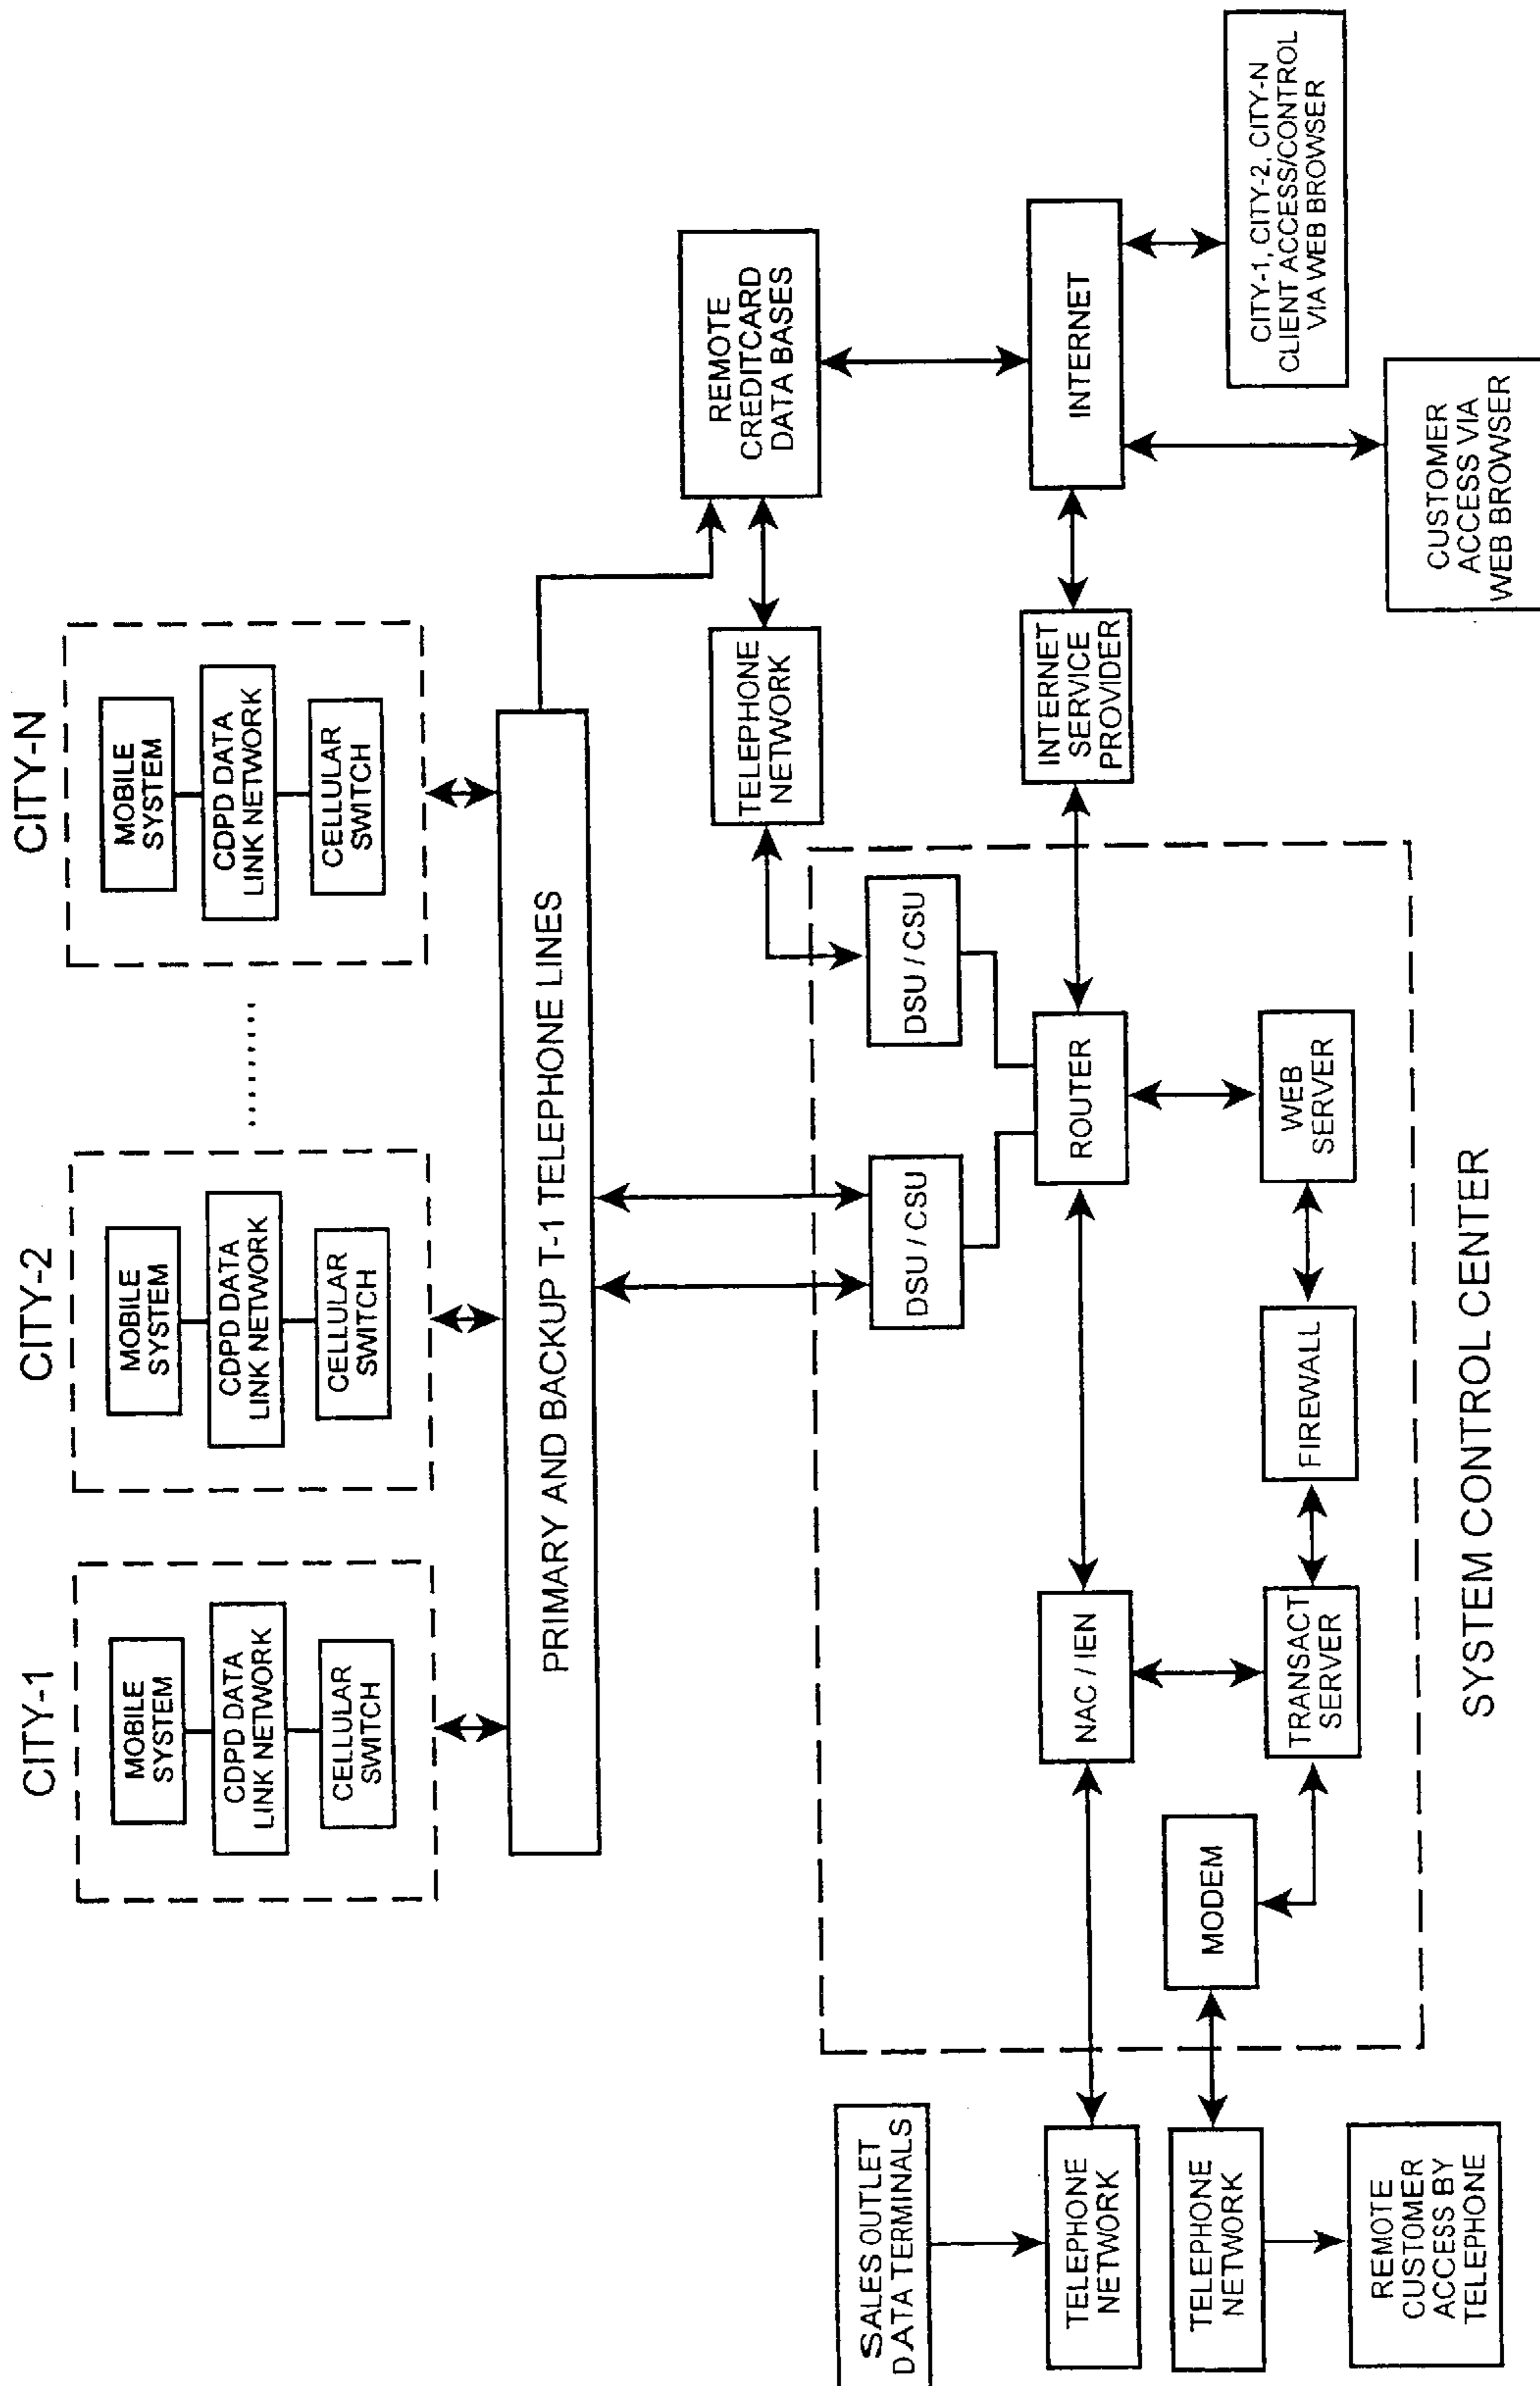 CITY-1
MOBILE
SYSTEM
CDPD DATA
LINK NETWORK
CELLULAR
SWITCH
CITY-2
MOBILE
SYSTEM
CDPD DATA
LINK NETWORK
CELLULAR
SWITCH
.........
CITY-N
MOBILE
SYSTEM
CDPD DATA
LINK NETWORK
CELLULAR
SWITCH
PRIMARY AND BACKUP T-1 TELEPHONE LINES
REMOTE
CREDITCARD
DATA BASES
TELEPHONE
NETWORK
SALES OUTLET
DATA TERMINALS
DSU / CSU
DSU / CSU
TELEPHONE
NETWORK
NAC / IEN
ROUTER
INTERNET
SERVICE
PROVIDER
INTERNET
TELEPHONE
NETWORK
MODEM
TRANSACT
SERVER
FIREWALL
WEB
SERVER
CITY-1, CITY-2, CITY-N
CLIENT ACCESS/CONTROL
VIA WEB BROWSER
REMOTE
CUSTOMER
ACCESS BY
TELEPHONE
CUSTOMER
ACCESS VIA
WEB BROWSER
SYSTEM CONTROL CENTER